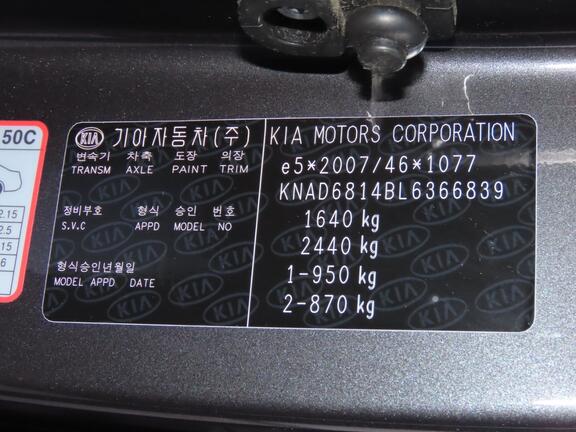 50C
2.15
2.5
.15
.6
KIA 기아자동차(주)
변속기 차축 도장 의장
TRANSM AXLE PAINT TRIM
정비부호 형식 승인 번호
S.V.C APPD MODEL NO
형식승인년월일
MODEL APPD DATE
KIA MOTORS CORPORATION
e5*2007/46*1077
KNAD6814BL6366839
1640 kg
2440 kg
1-950 kg
2-870 kg